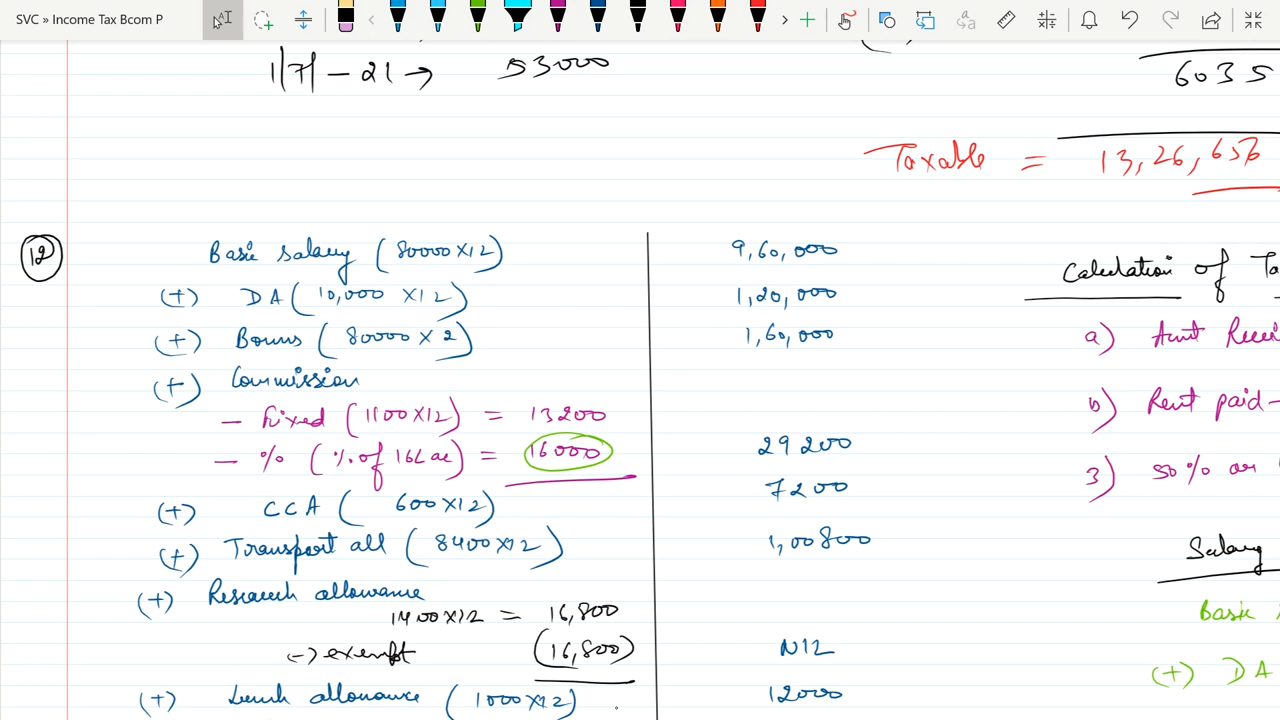 SVC » Income Tax Bcom P
1/7/-21 → 53000
6035
Taxable = 13,26,656
12
Basic salary (80000×12) 9,60,000
(+) DA (10,000 ×12) 1,20,000
(+) Bonus (80000×2) 1,60,000
(+) Commission
- Fixed (1100×12) = 13200
- % (1% of 16Lac) = 16000 29200
(+) CCA (600×12) 7200
(+) Transport all (8400×12) 1,00800
(+) Research allowance
1400×12 = 16,800
(-) exempt (16,800) NIL
(+) Lunch allowance (1000×12) 12000
Calculation of Ta
a) Amt Recei
b) Rent paid -
3) 50% or
Salary
Basic
(+) DA